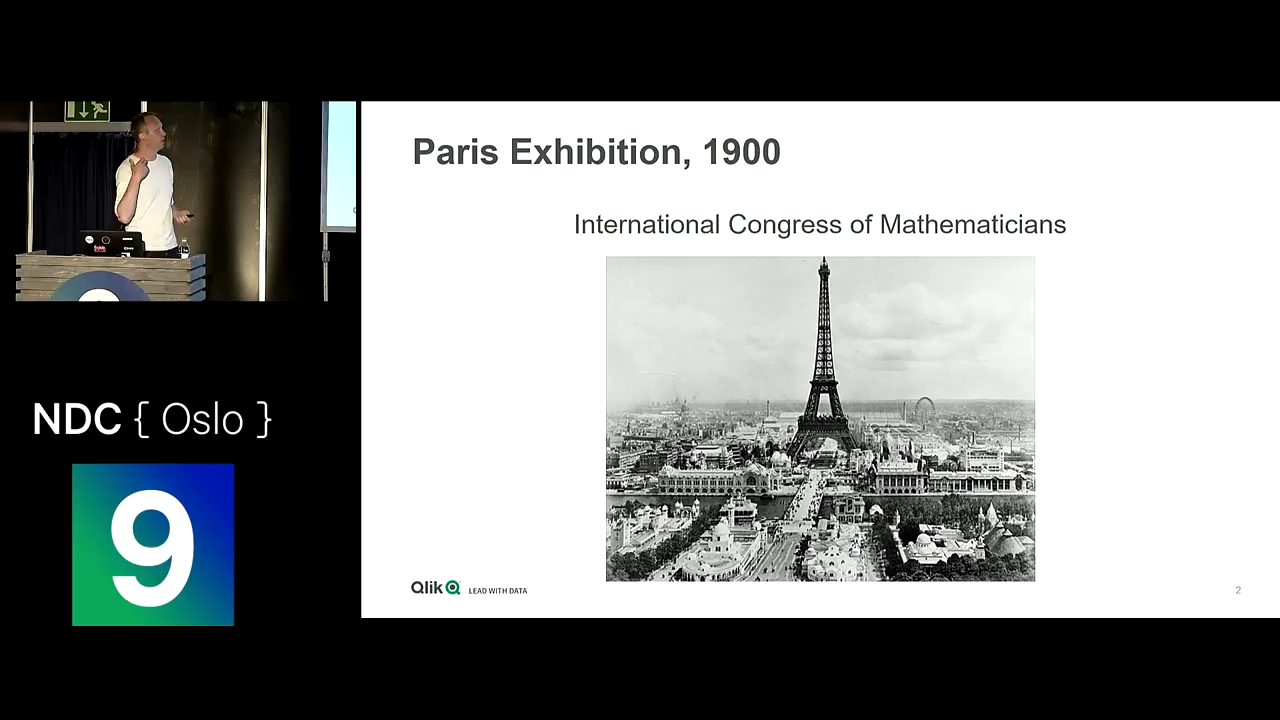 Paris Exhibition, 1900
International Congress of Mathematicians
NDC { Oslo }
9
Qlik LEAD WITH DATA
2